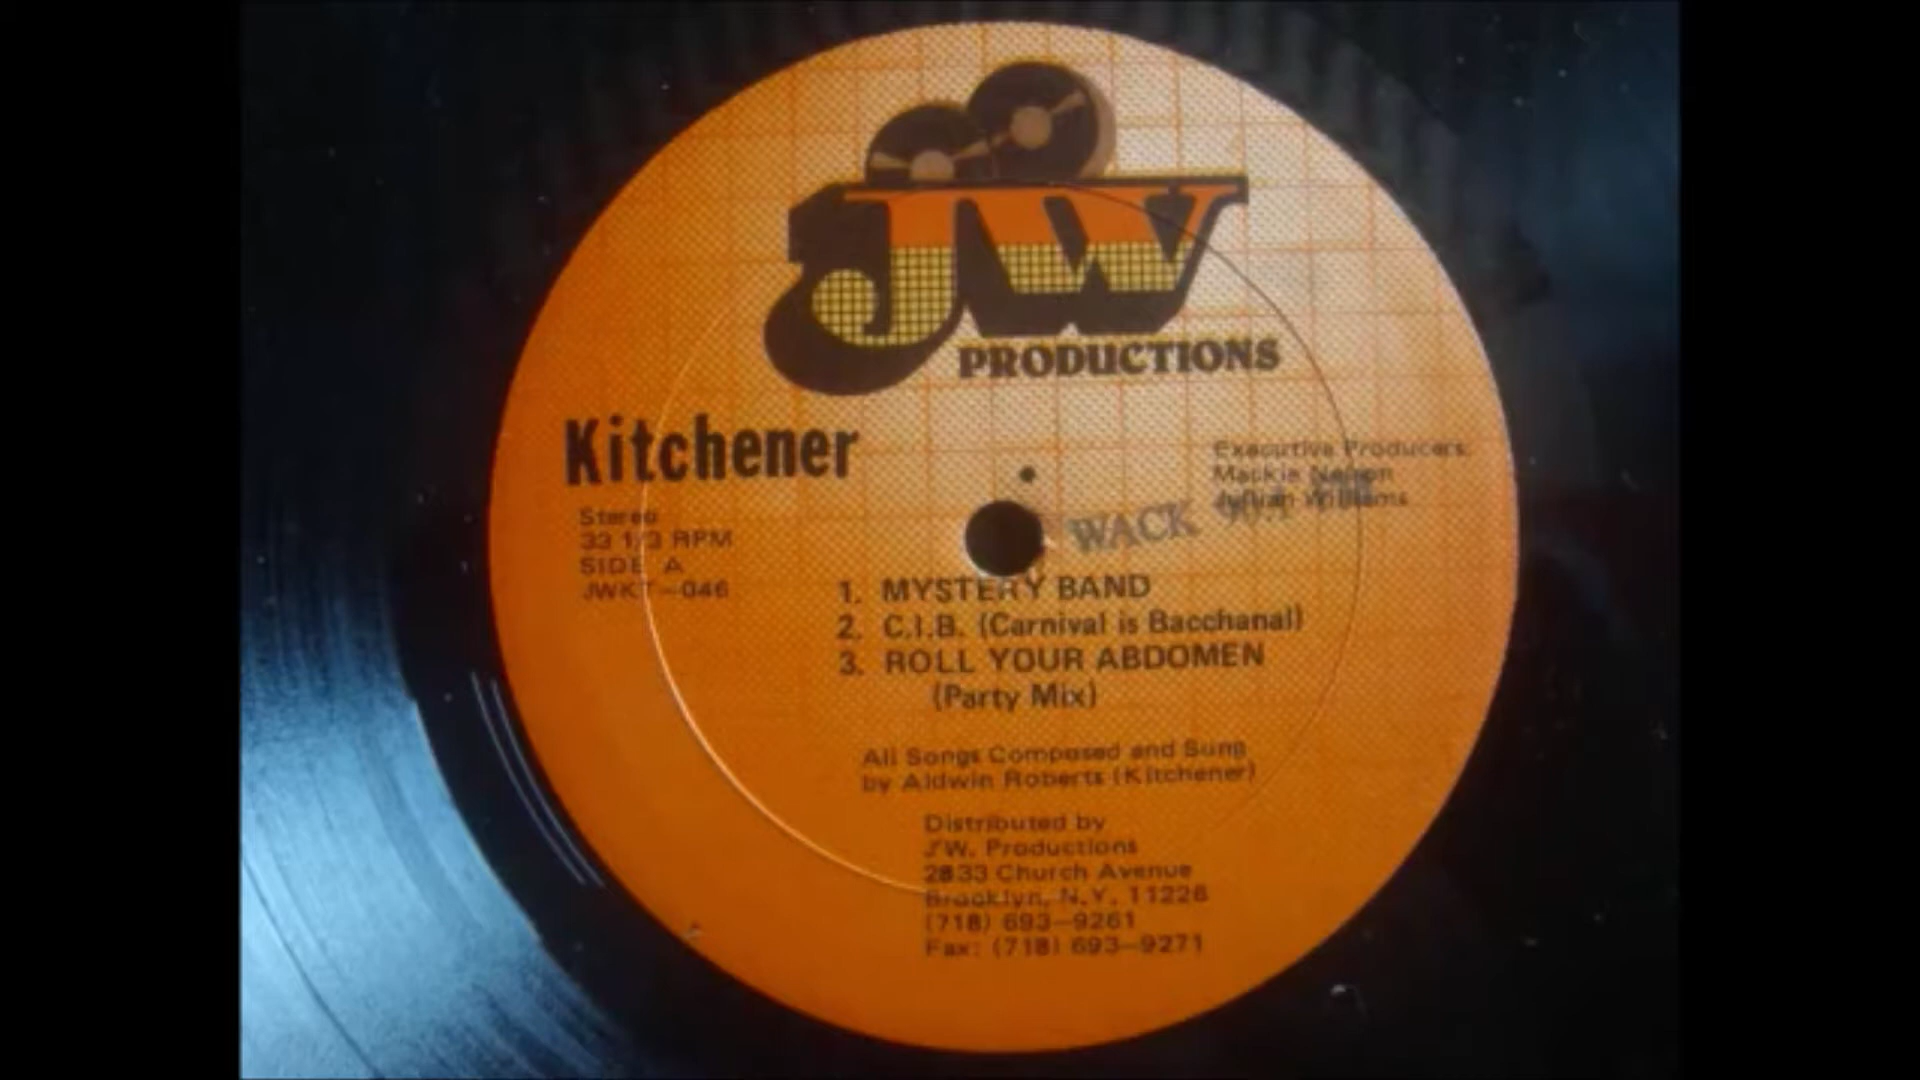 JW
PRODUCTIONS
Kitchener
Executive Producers:
Mackie Nelson
Jullian Williams
Stereo
33 1/3 RPM
SIDE A
JWKT-046
WACK
1. MYSTERY BAND
2. C.I.B. (Carnival is Bacchanal)
3. ROLL YOUR ABDOMEN
(Party Mix)
All Songs Composed and Sung
by Aldwin Roberts (Kitchener)
Distributed by
J'W. Productions
2833 Church Avenue
Brooklyn, N.Y. 11226
(718) 693-9261
Fax: (718) 693-9271